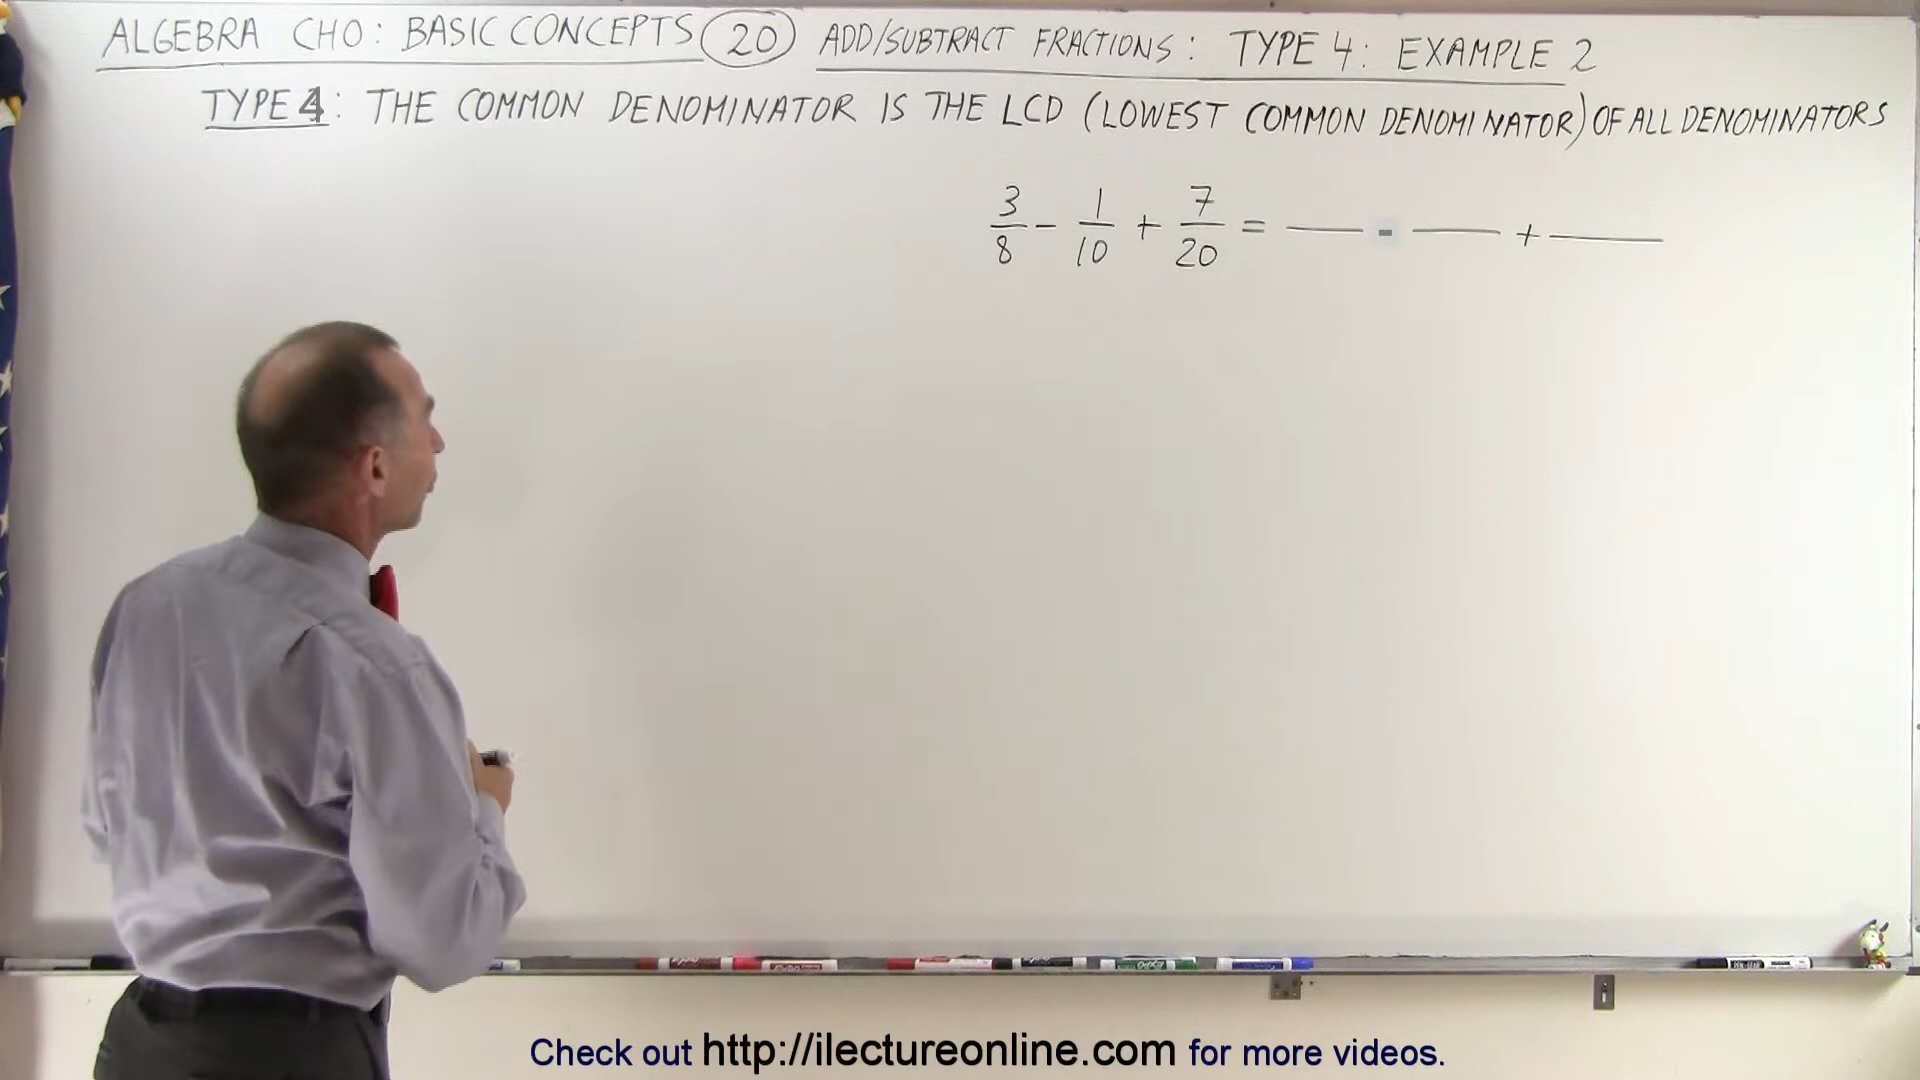 ALGEBRA CH0: BASIC CONCEPTS 20 ADD/SUBTRACT FRACTIONS: TYPE 4: EXAMPLE 2
TYPE 4: THE COMMON DENOMINATOR IS THE LCD (LOWEST COMMON DENOMINATOR) OF ALL DENOMINATORS
3/8 - 1/10 + 7/20 = — - — + —
Check out http://ilectureonline.com for more videos.